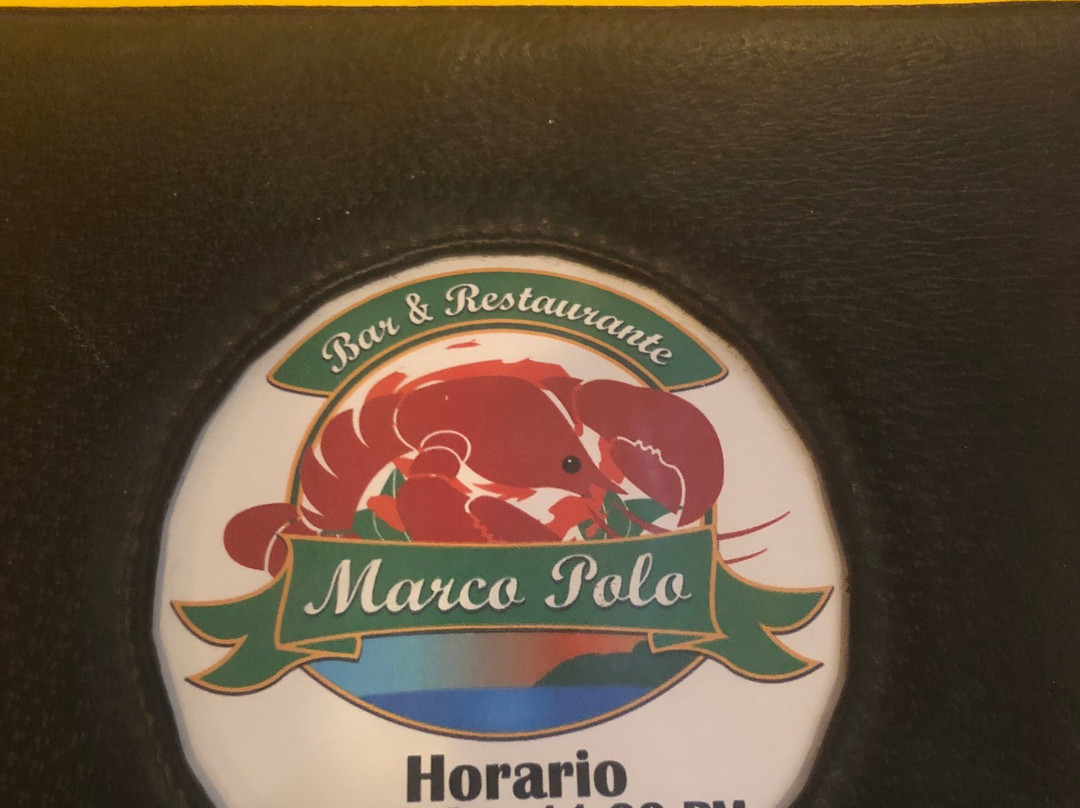 Bar & Restaurante
Marco Polo
Horario